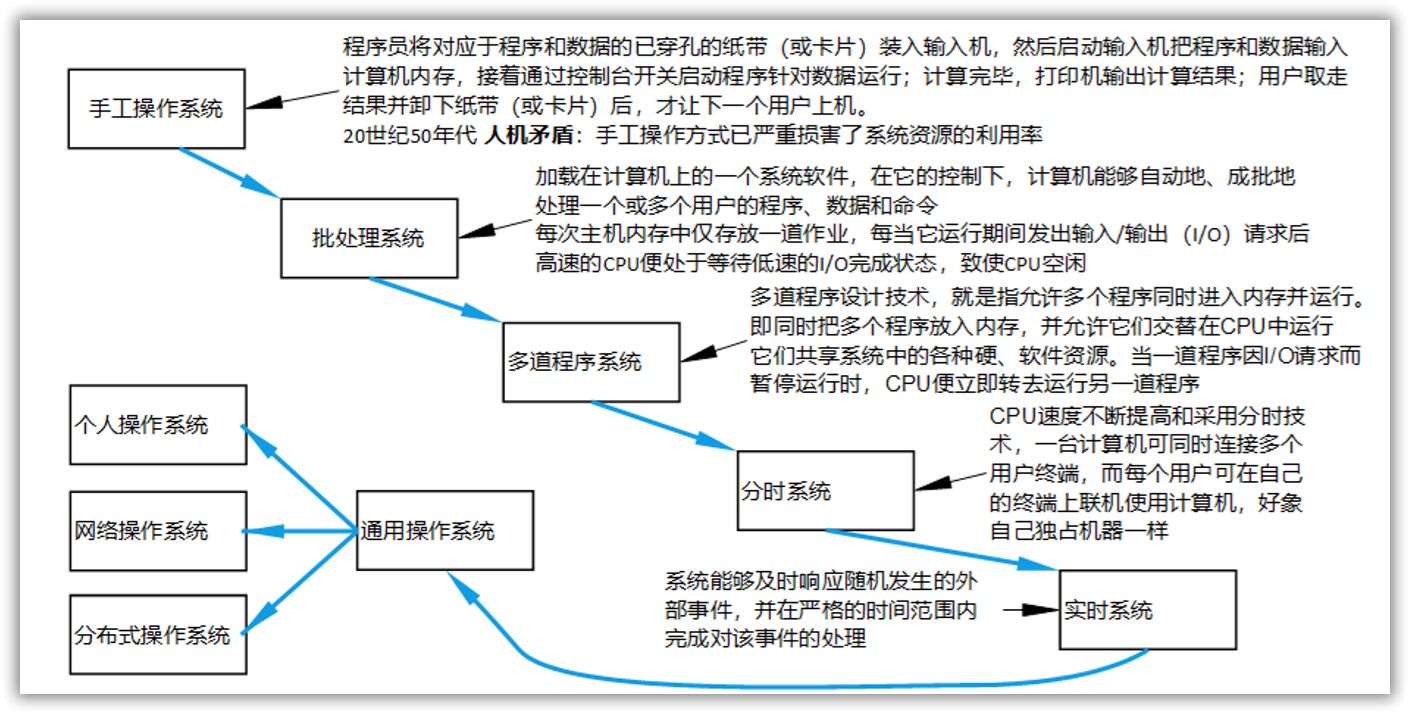 程序员将对应于程序和数据的已穿孔的纸带（或卡片）装入输入机，然后启动输入机把程序和数据输入
计算机内存，接着通过控制台开关启动程序针对数据运行；计算完毕，打印机输出计算结果；用户取走
结果并卸下纸带（或卡片）后，才让下一个用户上机。
20世纪50年代 人机矛盾：手工操作方式已严重损害了系统资源的利用率
手工操作系统
加载在计算机上的一个系统软件，在它的控制下，计算机能够自动地、成批地
处理一个或多个用户的程序、数据和命令
每次主机内存中仅存放一道作业，每当它运行期间发出输入/输出（I/O）请求后
高速的CPU便处于等待低速的I/O完成状态，致使CPU空闲
批处理系统
多道程序设计技术，就是指允许多个程序同时进入内存并运行。
即同时把多个程序放入内存，并允许它们交替在CPU中运行
它们共享系统中的各种硬、软件资源。当一道程序因I/O请求而
暂停运行时，CPU便立即转去运行另一道程序
多道程序系统
CPU速度不断提高和采用分时技
术，一台计算机可同时连接多个
用户终端，而每个用户可在自己
的终端上联机使用计算机，好象
自己独占机器一样
分时系统
系统能够及时响应随机发生的外
部事件，并在严格的时间范围内
完成对该事件的处理
实时系统
通用操作系统
个人操作系统
网络操作系统
分布式操作系统